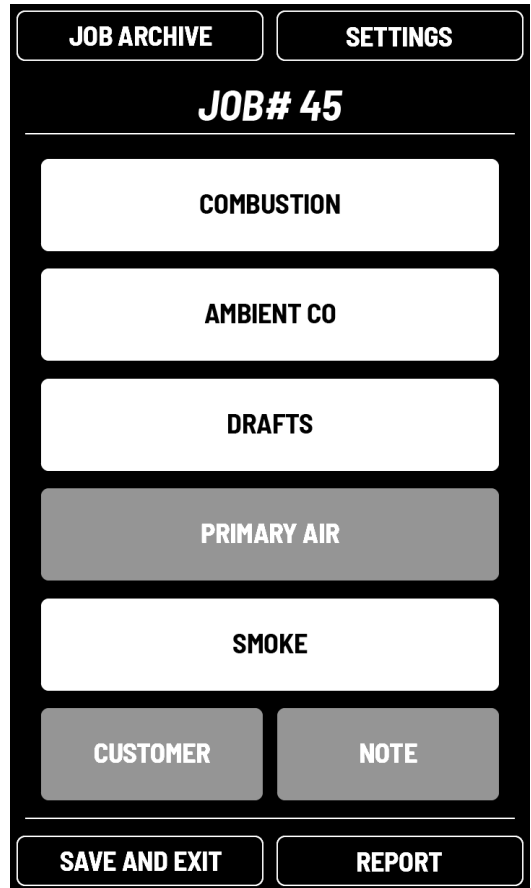 JOB ARCHIVE
SETTINGS
JOB# 45
COMBUSTION
AMBIENT CO
DRAFTS
PRIMARY AIR
SMOKE
CUSTOMER
NOTE
SAVE AND EXIT
REPORT